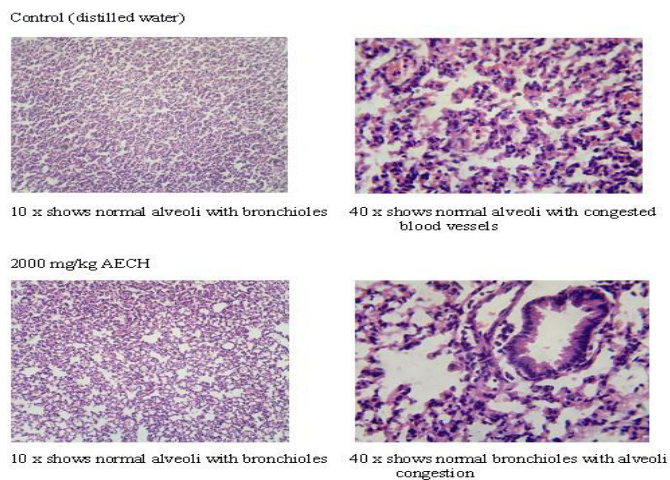 Control (distilled water)
10 x shows normal alveoli with bronchioles
40 x shows normal alveoli with congested
blood vessels
2000 mg/kg AECH
10 x shows normal alveoli with bronchioles
40 x shows normal bronchioles with alveoli
congestion